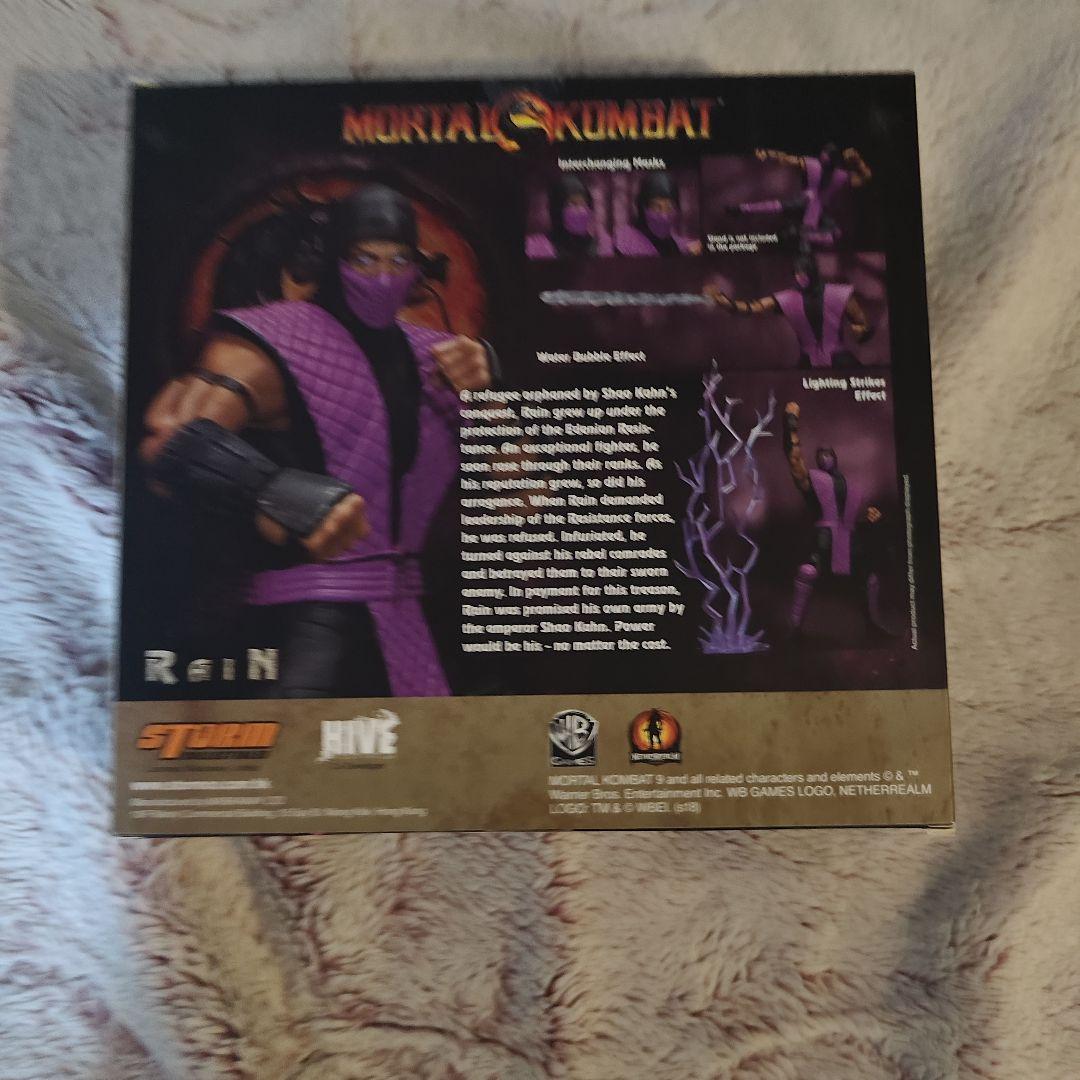 MORTAL KOMBAT
Interchanging Masks
Stand is not included
in the package
Water Bubble Effect
Lighting Strikes
Effect
A refugee orphaned by Shao Kahn's
conquest, Rain grew up under the
protection of the Edenian Resis-
tance. An exceptional fighter, he
soon rose through their ranks. As
his reputation grew, so did his
arrogance. When Rain demanded
leadership of the Resistance forces,
he was refused. Infuriated, he
turned against his rebel comrades
and betrayed them to their sworn
enemy. In payment for this treason,
Rain was promised his own army by
the emperor Shao Kahn. Power
would be his - no matter the cost.
Actual product may differ from photographs displayed
RaiN
STORM
HIVE
WB
GAMES
NETHERREALM
MORTAL KOMBAT 9 and all related characters and elements © & ™
Warner Bros. Entertainment Inc. WB GAMES LOGO, NETHERREALM
LOGO: TM & © WBEI. (s18)